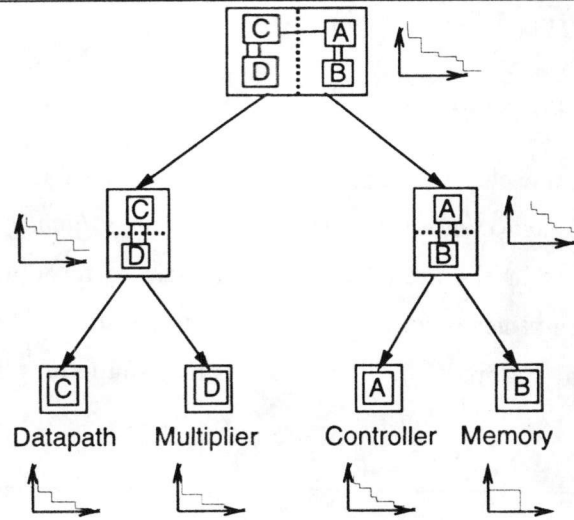 C A
D B
C A
D B
C D A B
Datapath Multiplier Controller Memory